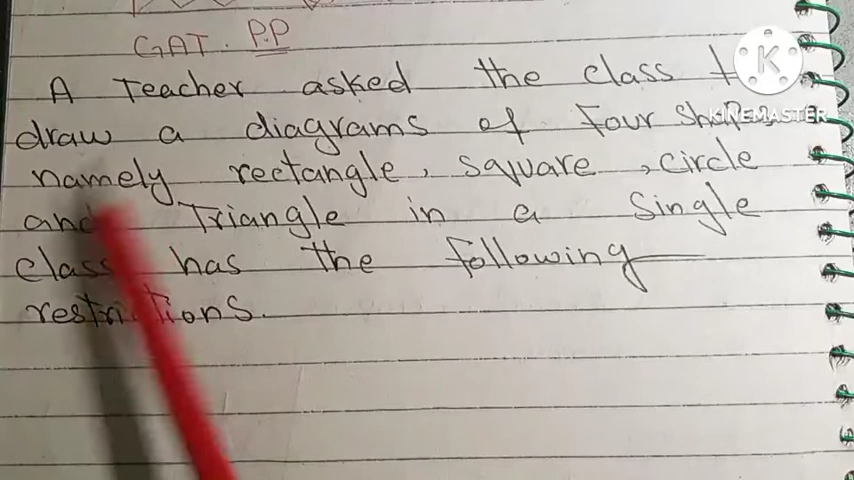 GAT. P.P
A Teacher asked the class
draw a diagrams of Four Shapes
namely rectangle, square, circle
and Triangle in a Single
class has the following
restrictions.
K
KINEMASTER